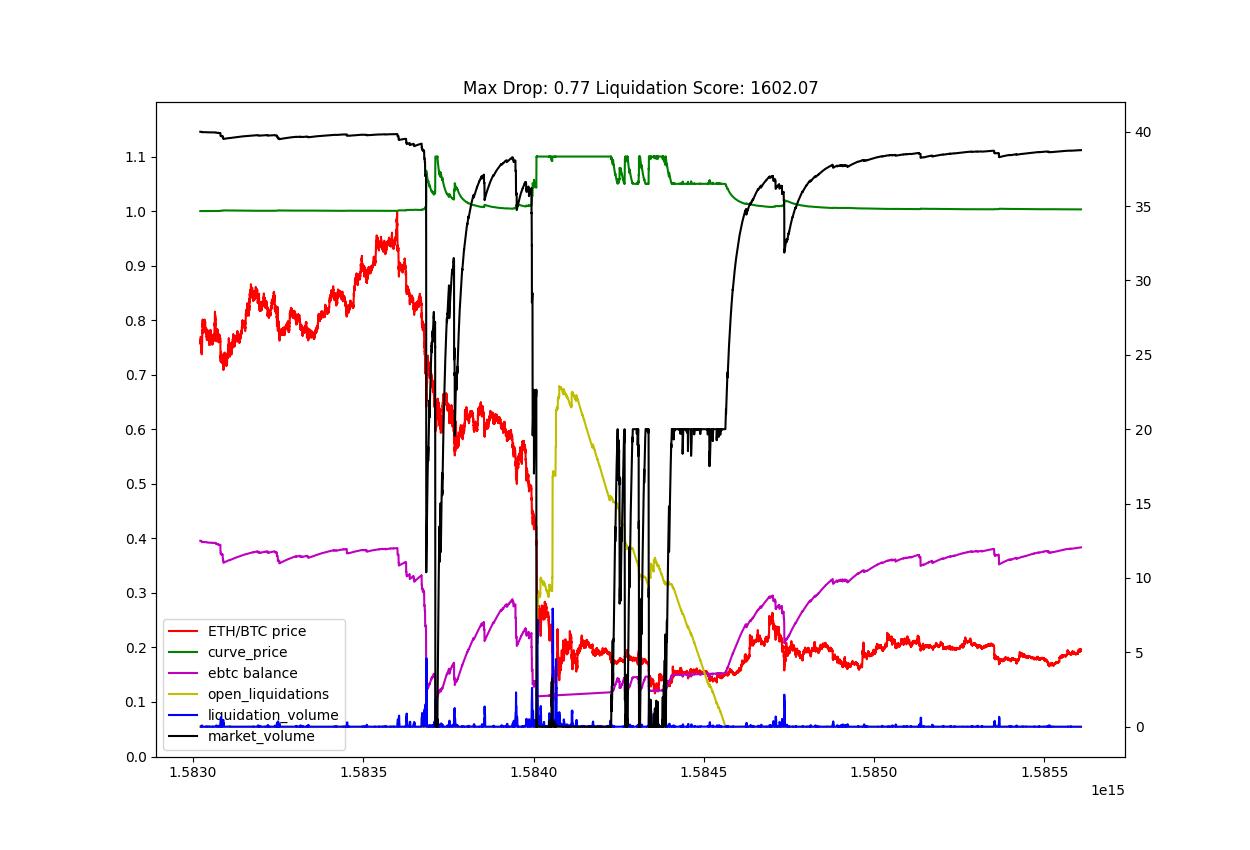 Max Drop: 0.77 Liquidation Score: 1602.07
1.1
1.0
0.9
0.8
0.7
0.6
0.5
0.4
0.3
0.2
0.1
0.0
40
35
30
25
20
15
10
5
0
ETH/BTC price
curve_price
ebtc balance
open_liquidations
liquidation_volume
market_volume
1.5830 1.5835 1.5840 1.5845 1.5850 1.5855
1e15